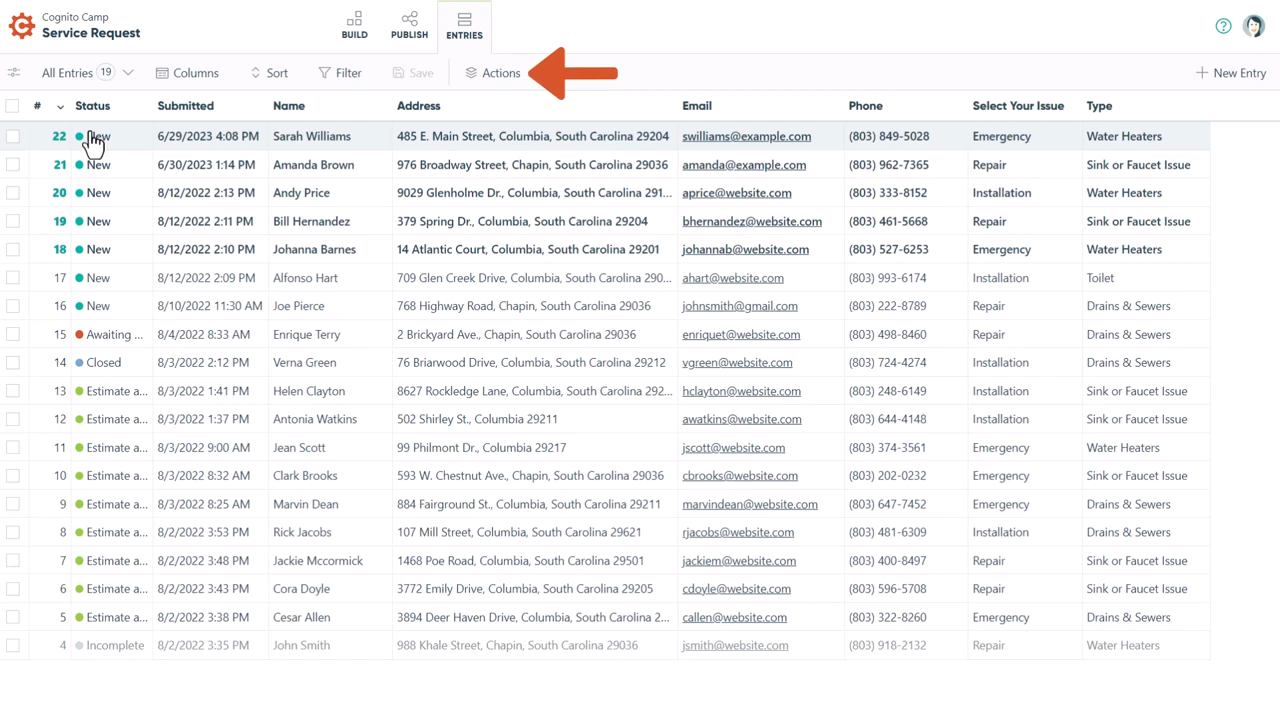 Cognito Camp
Service Request
BUILD
PUBLISH
ENTRIES
All Entries 19 Columns Sort Filter Save Actions New Entry
# Status Submitted Name Address Email Phone Select Your Issue Type
22 New 6/29/2023 4:08 PM Sarah Williams 485 E. Main Street, Columbia, South Carolina 29204 swilliams@example.com (803) 849-5028 Emergency Water Heaters
21 New 6/30/2023 1:14 PM Amanda Brown 976 Broadway Street, Chapin, South Carolina 29036 amanda@example.com (803) 962-7365 Repair Sink or Faucet Issue
20 New 8/12/2022 2:13 PM Andy Price 9029 Glenholme Dr., Columbia, South Carolina 291... aprice@website.com (803) 333-8152 Installation Water Heaters
19 New 8/12/2022 2:11 PM Bill Hernandez 379 Spring Dr., Columbia, South Carolina 29204 bhernandez@website.com (803) 461-5668 Repair Sink or Faucet Issue
18 New 8/12/2022 2:10 PM Johanna Barnes 14 Atlantic Court, Columbia, South Carolina 29201 johannab@website.com (803) 527-6253 Emergency Water Heaters
17 New 8/12/2022 2:09 PM Alfonso Hart 709 Glen Creek Drive, Columbia, South Carolina 290... ahart@website.com (803) 993-6174 Installation Toilet
16 New 8/10/2022 11:30 AM Joe Pierce 768 Highway Road, Chapin, South Carolina 29036 johnsmith@gmail.com (803) 222-8789 Repair Drains & Sewers
15 Awaiting ... 8/4/2022 8:33 AM Enrique Terry 2 Brickyard Ave., Chapin, South Carolina 29036 enriquet@website.com (803) 498-8460 Repair Drains & Sewers
14 Closed 8/3/2022 2:12 PM Verna Green 76 Briarwood Drive, Columbia, South Carolina 29212 vgreen@website.com (803) 724-4274 Installation Drains & Sewers
13 Estimate a... 8/3/2022 1:41 PM Helen Clayton 8627 Rockledge Lane, Columbia, South Carolina 292... hclayton@website.com (803) 248-6149 Installation Sink or Faucet Issue
12 Estimate a... 8/3/2022 1:37 PM Antonia Watkins 502 Shirley St., Columbia 29211 awatkins@website.com (803) 644-4148 Installation Sink or Faucet Issue
11 Estimate a... 8/3/2022 9:00 AM Jean Scott 99 Philmont Dr., Columbia 29217 jscott@website.com (803) 374-3561 Emergency Water Heaters
10 Estimate a... 8/3/2022 8:32 AM Clark Brooks 593 W. Chestnut Ave., Chapin, South Carolina 29036 cbrooks@website.com (803) 202-0232 Emergency Sink or Faucet Issue
9 Estimate a... 8/3/2022 8:25 AM Marvin Dean 884 Fairground St., Columbia, South Carolina 29211 marvindean@website.com (803) 647-7452 Emergency Drains & Sewers
8 Estimate a... 8/2/2022 3:53 PM Rick Jacobs 107 Mill Street, Columbia, South Carolina 29621 rjacobs@website.com (803) 481-6309 Installation Drains & Sewers
7 Estimate a... 8/2/2022 3:48 PM Jackie Mccormick 1468 Poe Road, Columbia, South Carolina 29501 jackiem@website.com (803) 400-8497 Repair Sink or Faucet Issue
6 Estimate a... 8/2/2022 3:43 PM Cora Doyle 3772 Emily Drive, Columbia, South Carolina 29205 cdoyle@website.com (803) 596-5708 Repair Sink or Faucet Issue
5 Estimate a... 8/2/2022 3:38 PM Cesar Allen 3894 Deer Haven Drive, Columbia, South Carolina 2... callen@website.com (803) 322-8260 Emergency Drains & Sewers
4 Incomplete 8/2/2022 3:35 PM John Smith 988 Khale Street, South Carolina 29036 jsmith@website.com (803) 918-2132 Repair Water Heaters